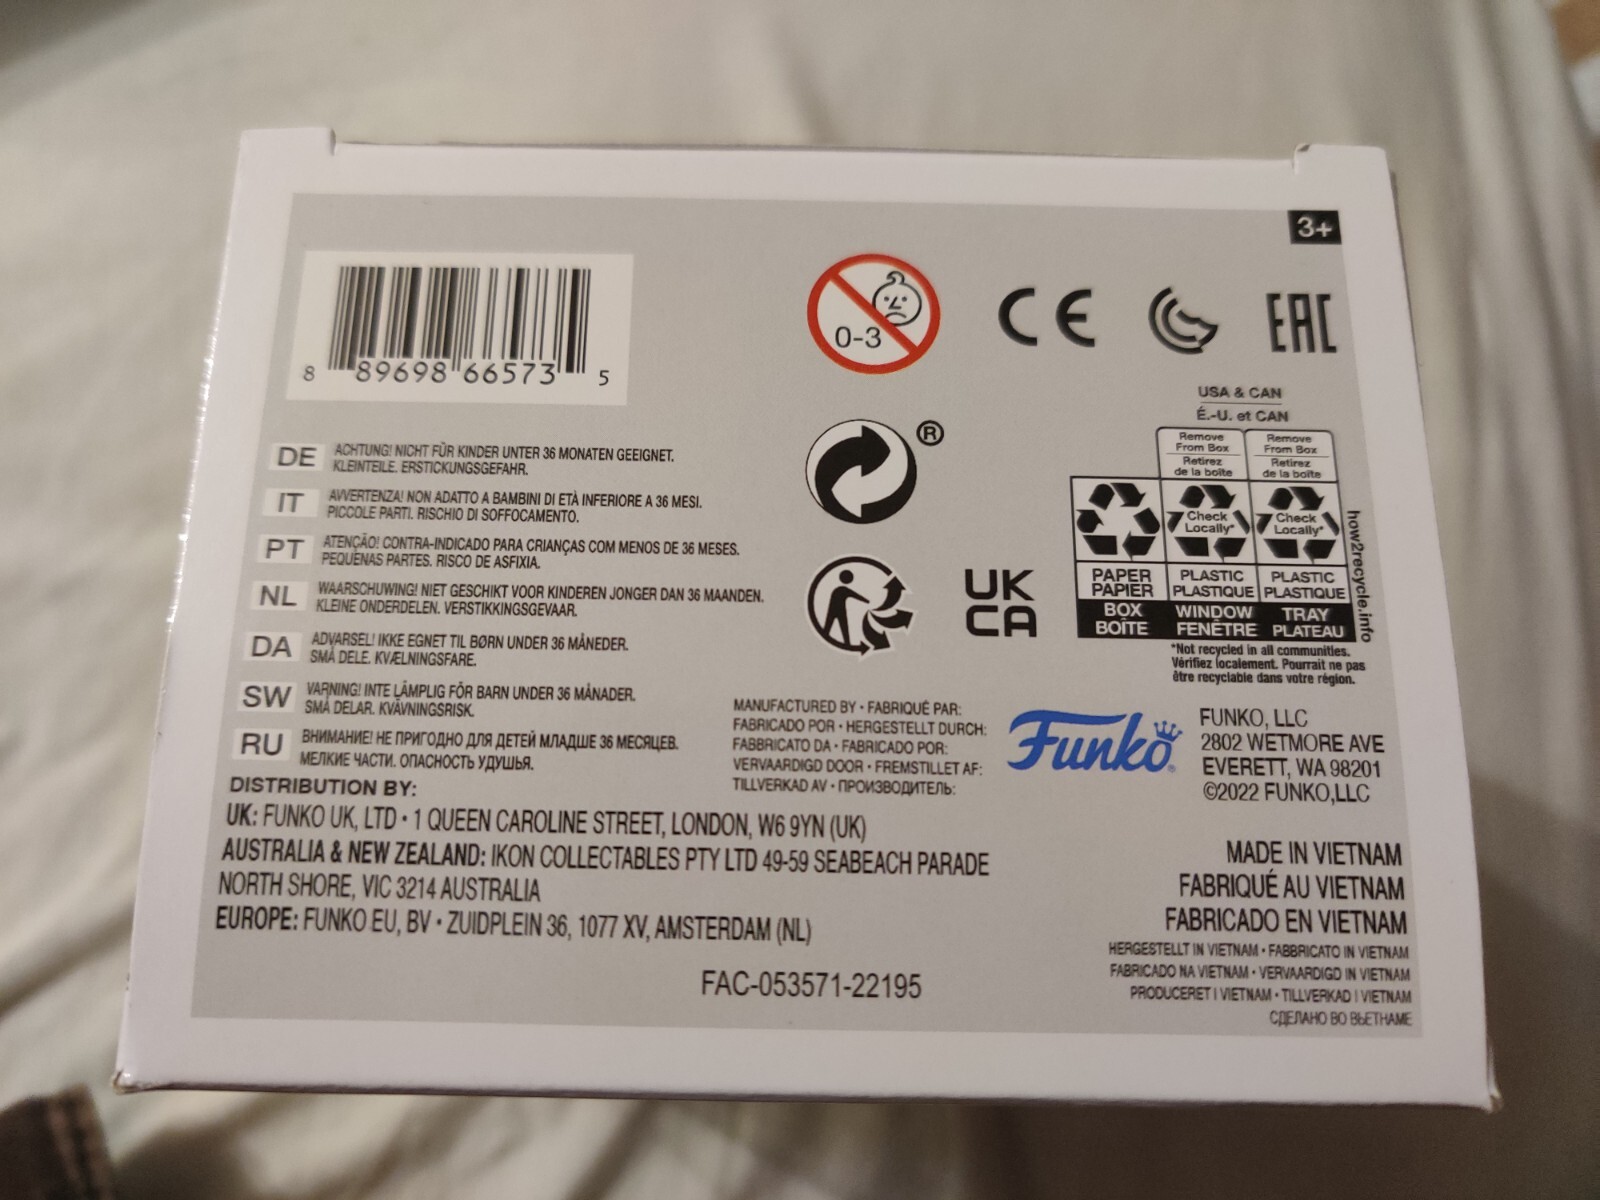 3+
8 89698 66573 5
0-3
CE
EAC
®
UK
CA
USA & CAN
É.-U. et CAN
Remove
From Box
Retirez
de la boîte
Remove
From Box
Retirez
de la boîte
Check
Locally*
Check
Locally*
PAPER
PAPIER
PLASTIC
PLASTIQUE
PLASTIC
PLASTIQUE
BOX
BOÎTE
WINDOW
FENÊTRE
TRAY
PLATEAU
how2recycle.info
*Not recycled in all communities.
Vérifiez localement. Pourrait ne pas
être recyclable dans votre région.
DE ACHTUNG! NICHT FÜR KINDER UNTER 36 MONATEN GEEIGNET.
KLEINTEILE. ERSTICKUNGSGEFAHR.
IT AVVERTENZA! NON ADATTO A BAMBINI DI ETÀ INFERIORE A 36 MESI.
PICCOLE PARTI. RISCHIO DI SOFFOCAMENTO.
PT ATENÇÃO! CONTRA-INDICADO PARA CRIANÇAS COM MENOS DE 36 MESES.
PEQUENAS PARTES. RISCO DE ASFIXIA.
NL WAARSCHUWING! NIET GESCHIKT VOOR KINDEREN JONGER DAN 36 MAANDEN.
KLEINE ONDERDELEN. VERSTIKKINGSGEVAAR.
DA ADVARSEL! IKKE EGNET TIL BØRN UNDER 36 MÅNEDER.
SMÅ DELE. KVÆLNINGSFARE.
SW VARNING! INTE LÄMPLIG FÖR BARN UNDER 36 MÅNADER.
SMÅ DELAR. KVÄVNINGSRISK.
RU ВНИМАНИЕ! НЕ ПРИГОДНО ДЛЯ ДЕТЕЙ МЛАДШЕ 36 МЕСЯЦЕВ.
МЕЛКИЕ ЧАСТИ. ОПАСНОСТЬ УДУШЬЯ.
MANUFACTURED BY • FABRIQUÉ PAR:
FABRICADO POR • HERGESTELLT DURCH:
FABBRICATO DA • FABRICADO POR:
VERVAARDIGD DOOR • FREMSTILLET AF:
TILLVERKAD AV • ПРОИЗВОДИТЕЛЬ:
Funko
FUNKO, LLC
2802 WETMORE AVE
EVERETT, WA 98201
©2022 FUNKO,LLC
DISTRIBUTION BY:
UK: FUNKO UK, LTD • 1 QUEEN CAROLINE STREET, LONDON, W6 9YN (UK)
AUSTRALIA & NEW ZEALAND: IKON COLLECTABLES PTY LTD 49-59 SEABEACH PARADE
NORTH SHORE, VIC 3214 AUSTRALIA
EUROPE: FUNKO EU, BV • ZUIDPLEIN 36, 1077 XV, AMSTERDAM (NL)
FAC-053571-22195
MADE IN VIETNAM
FABRIQUÉ AU VIETNAM
FABRICADO EN VIETNAM
HERGESTELLT IN VIETNAM • FABBRICATO IN VIETNAM
FABRICADO NA VIETNAM • VERVAARDIGD IN VIETNAM
PRODUCERET I VIETNAM • TILLVERKAD I VIETNAM
СДЕЛАНО ВО ВЬЕТНАМЕ